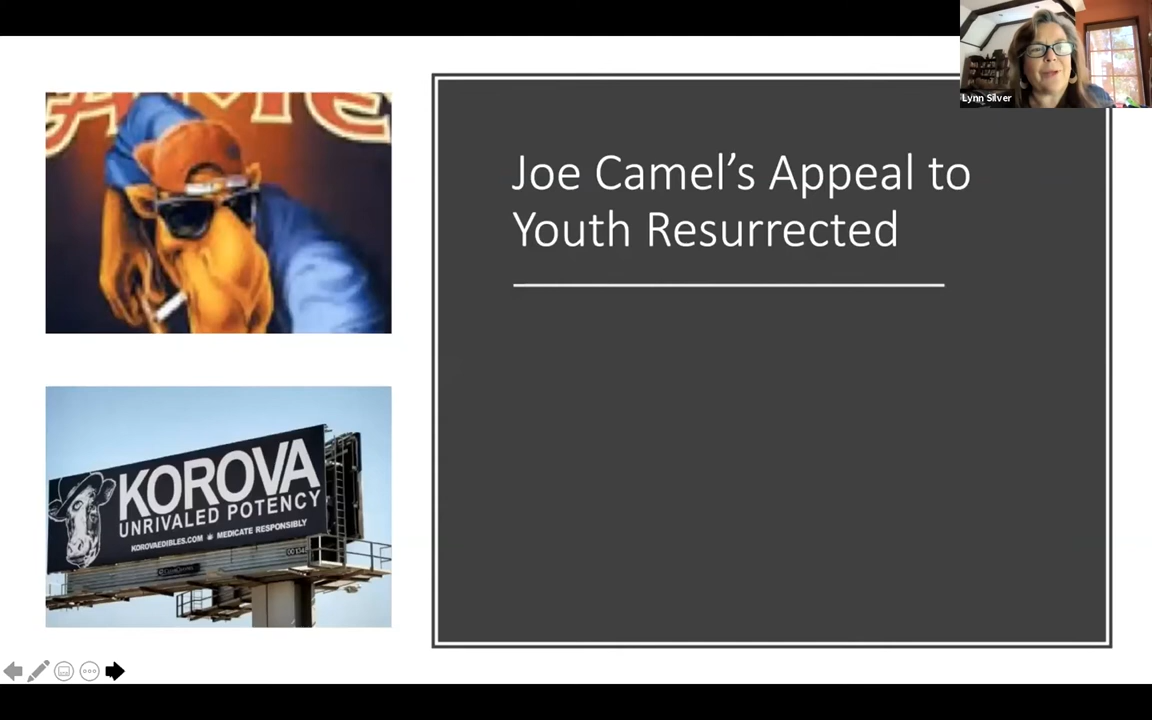 Lynn Silver
Joe Camel's Appeal to
Youth Resurrected
KOROVA
UNRIVALED POTENCY
KOROVAEDIBLES.COM MEDICATE RESPONSIBLY